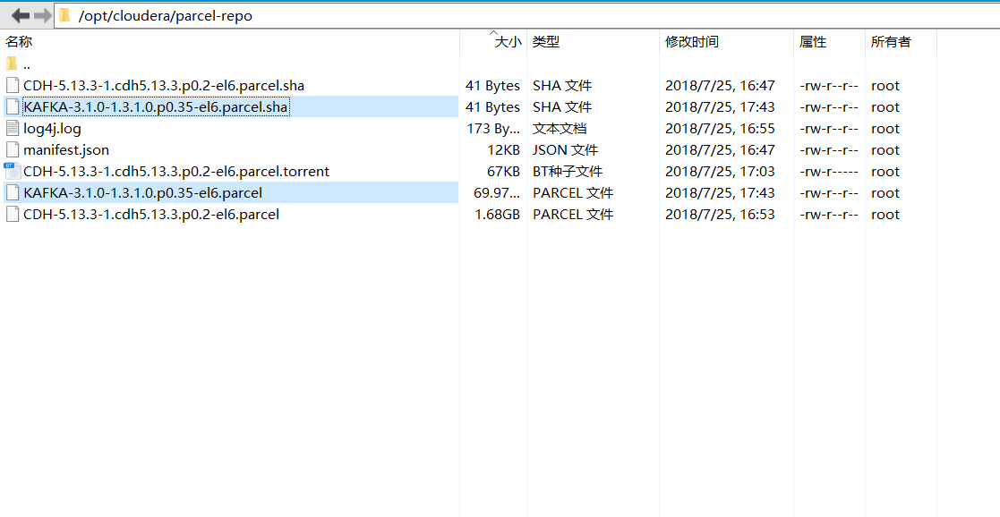 /opt/cloudera/parcel-repo
名称 大小 类型 修改时间 属性 所有者
..
CDH-5.13.3-1.cdh5.13.3.p0.2-el6.parcel.sha 41 Bytes SHA 文件 2018/7/25, 16:47 -rw-r--r-- root
KAFKA-3.1.0-1.3.1.0.p0.35-el6.parcel.sha 41 Bytes SHA 文件 2018/7/25, 17:43 -rw-r--r-- root
log4j.log 173 By... 文本文档 2018/7/25, 16:55 -rw-r--r-- root
manifest.json 12KB JSON 文件 2018/7/25, 16:47 -rw-r--r-- root
CDH-5.13.3-1.cdh5.13.3.p0.2-el6.parcel.torrent 67KB BT种子文件 2018/7/25, 17:03 -rw-r----- root
KAFKA-3.1.0-1.3.1.0.p0.35-el6.parcel 69.97... PARCEL 文件 2018/7/25, 17:43 -rw-r--r-- root
CDH-5.13.3-1.cdh5.13.3.p0.2-el6.parcel 1.68GB PARCEL 文件 2018/7/25, 16:53 -rw-r--r-- root